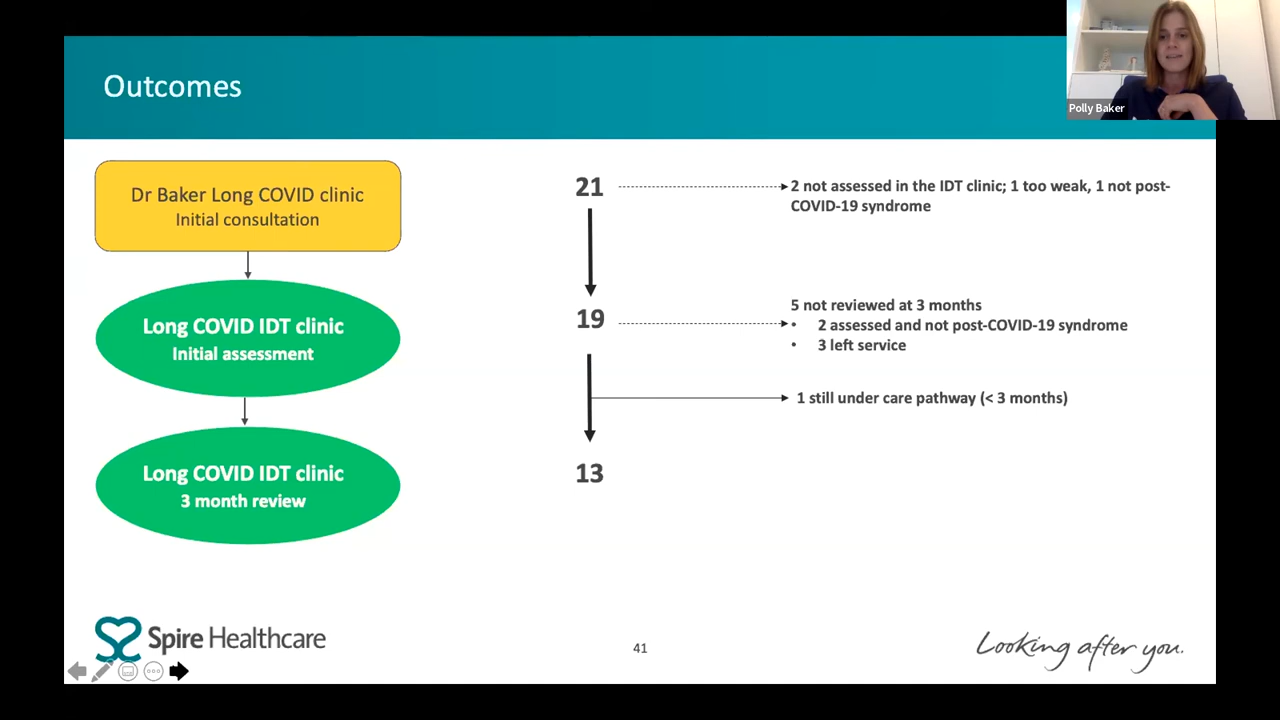 Outcomes
Polly Baker
Dr Baker Long COVID clinic
Initial consultation
21
2 not assessed in the IDT clinic; 1 too weak, 1 not post-
COVID-19 syndrome
Long COVID IDT clinic
Initial assessment
19
5 not reviewed at 3 months
• 2 assessed and not post-COVID-19 syndrome
• 3 left service
1 still under care pathway (< 3 months)
Long COVID IDT clinic
3 month review
13
Spire Healthcare
41
Looking after you.